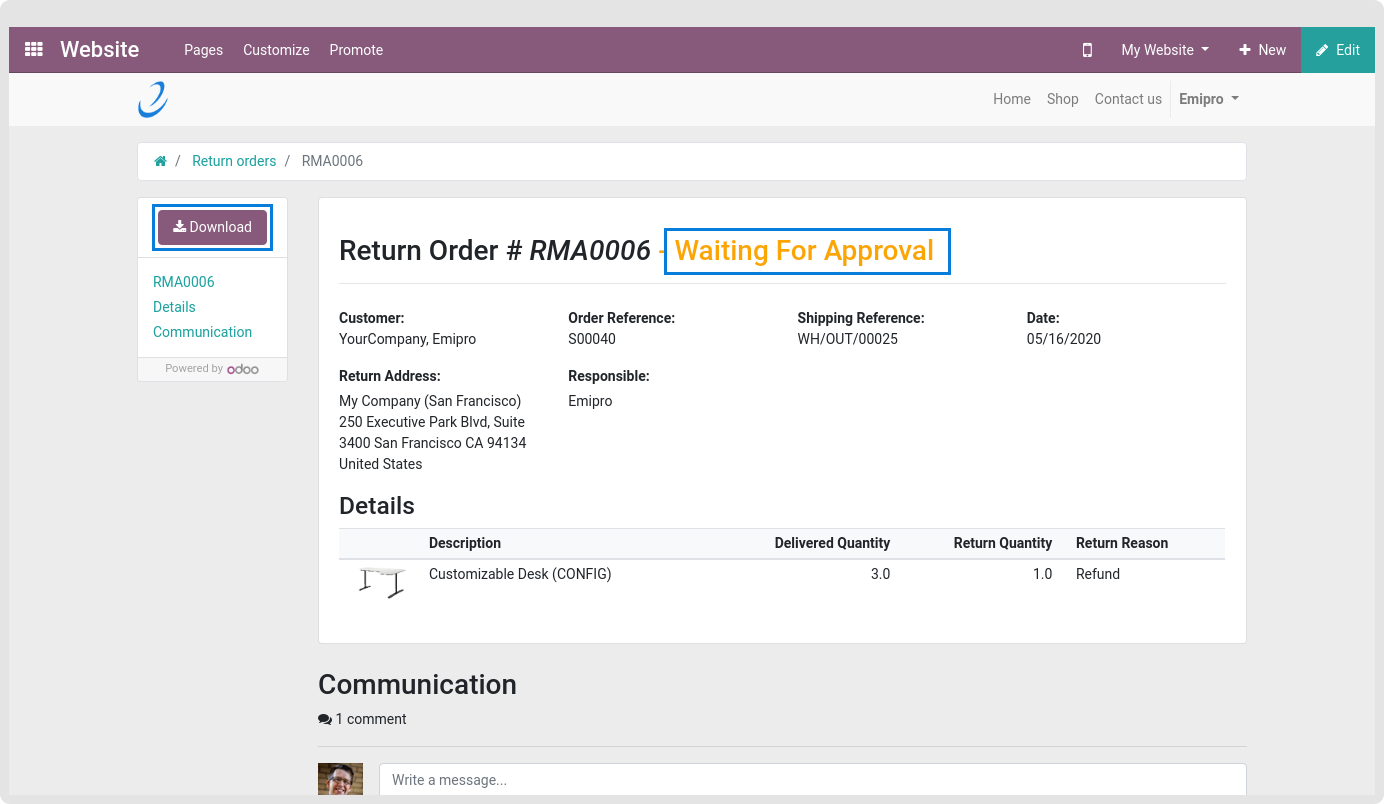 Website Pages Customize Promote My Website New Edit
Home Shop Contact us Emipro
/ Return orders / RMA0006
Download
RMA0006
Details
Communication
Powered by odoo
Return Order # RMA0006 - Waiting For Approval
Customer: Order Reference: Shipping Reference: Date:
YourCompany, Emipro S00040 WH/OUT/00025 05/16/2020
Return Address: Responsible:
My Company (San Francisco) Emipro
250 Executive Park Blvd, Suite
3400 San Francisco CA 94134
United States
Details
Description Delivered Quantity Return Quantity Return Reason
Customizable Desk (CONFIG) 3.0 1.0 Refund
Communication
1 comment
Write a message...